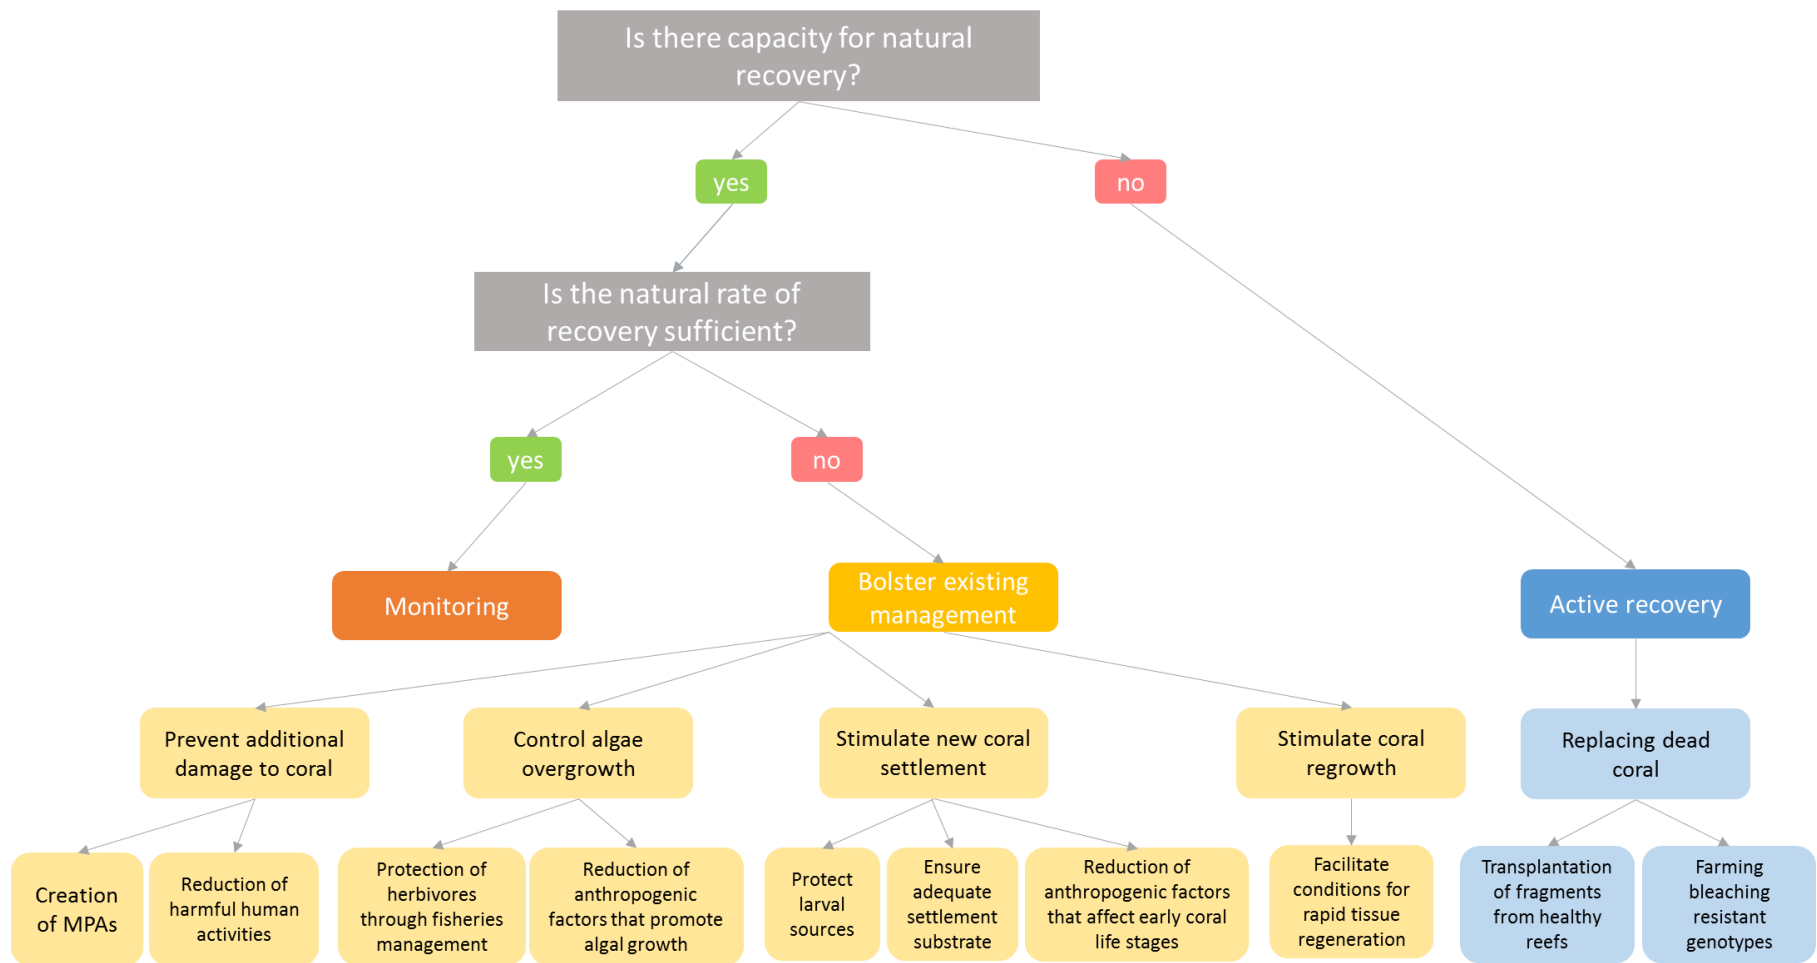 Is there capacity for natural
recovery?
yes
no
Is the natural rate of
recovery sufficient?
yes
no
Monitoring
Bolster existing
management
Active recovery
Prevent additional
damage to coral
Control algae
overgrowth
Stimulate new coral
settlement
Stimulate coral
regrowth
Replacing dead
coral
Creation
of MPAs
Reduction of
harmful human
activities
Protection of
herbivores
through fisheries
management
Reduction of
anthropogenic
factors that promote
algal growth
Protect
larval
sources
Ensure
adequate
settlement
substrate
Reduction of
anthropogenic factors
that affect early coral
life stages
Facilitate
conditions for
rapid tissue
regeneration
Transplantation
of fragments
from healthy
reefs
Farming
bleaching
resistant
genotypes